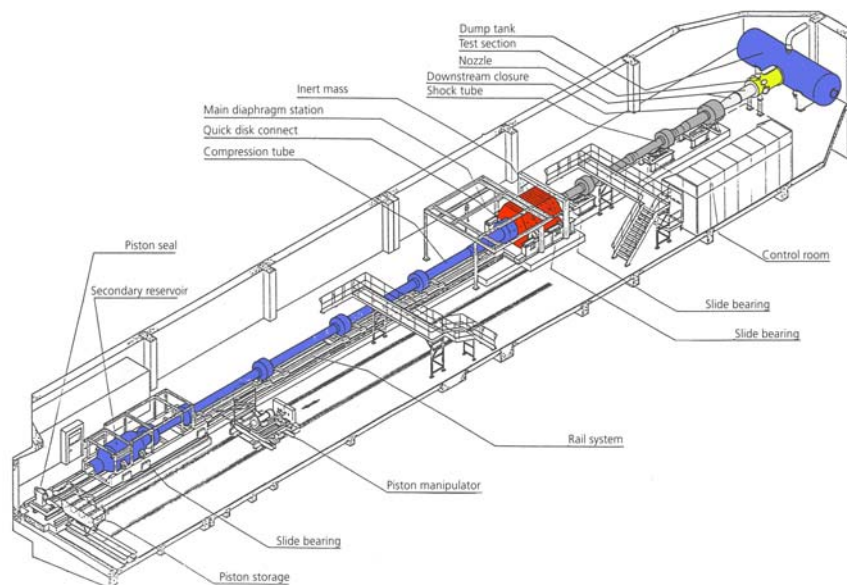 Dump tank
Test section
Nozzle
Downstream closure
Shock tube
Inert mass
Main diaphragm station
Quick disk connect
Compression tube
Piston seal
Secondary reservoir
Control room
Slide bearing
Slide bearing
Rail system
Piston manipulator
Slide bearing
Piston storage